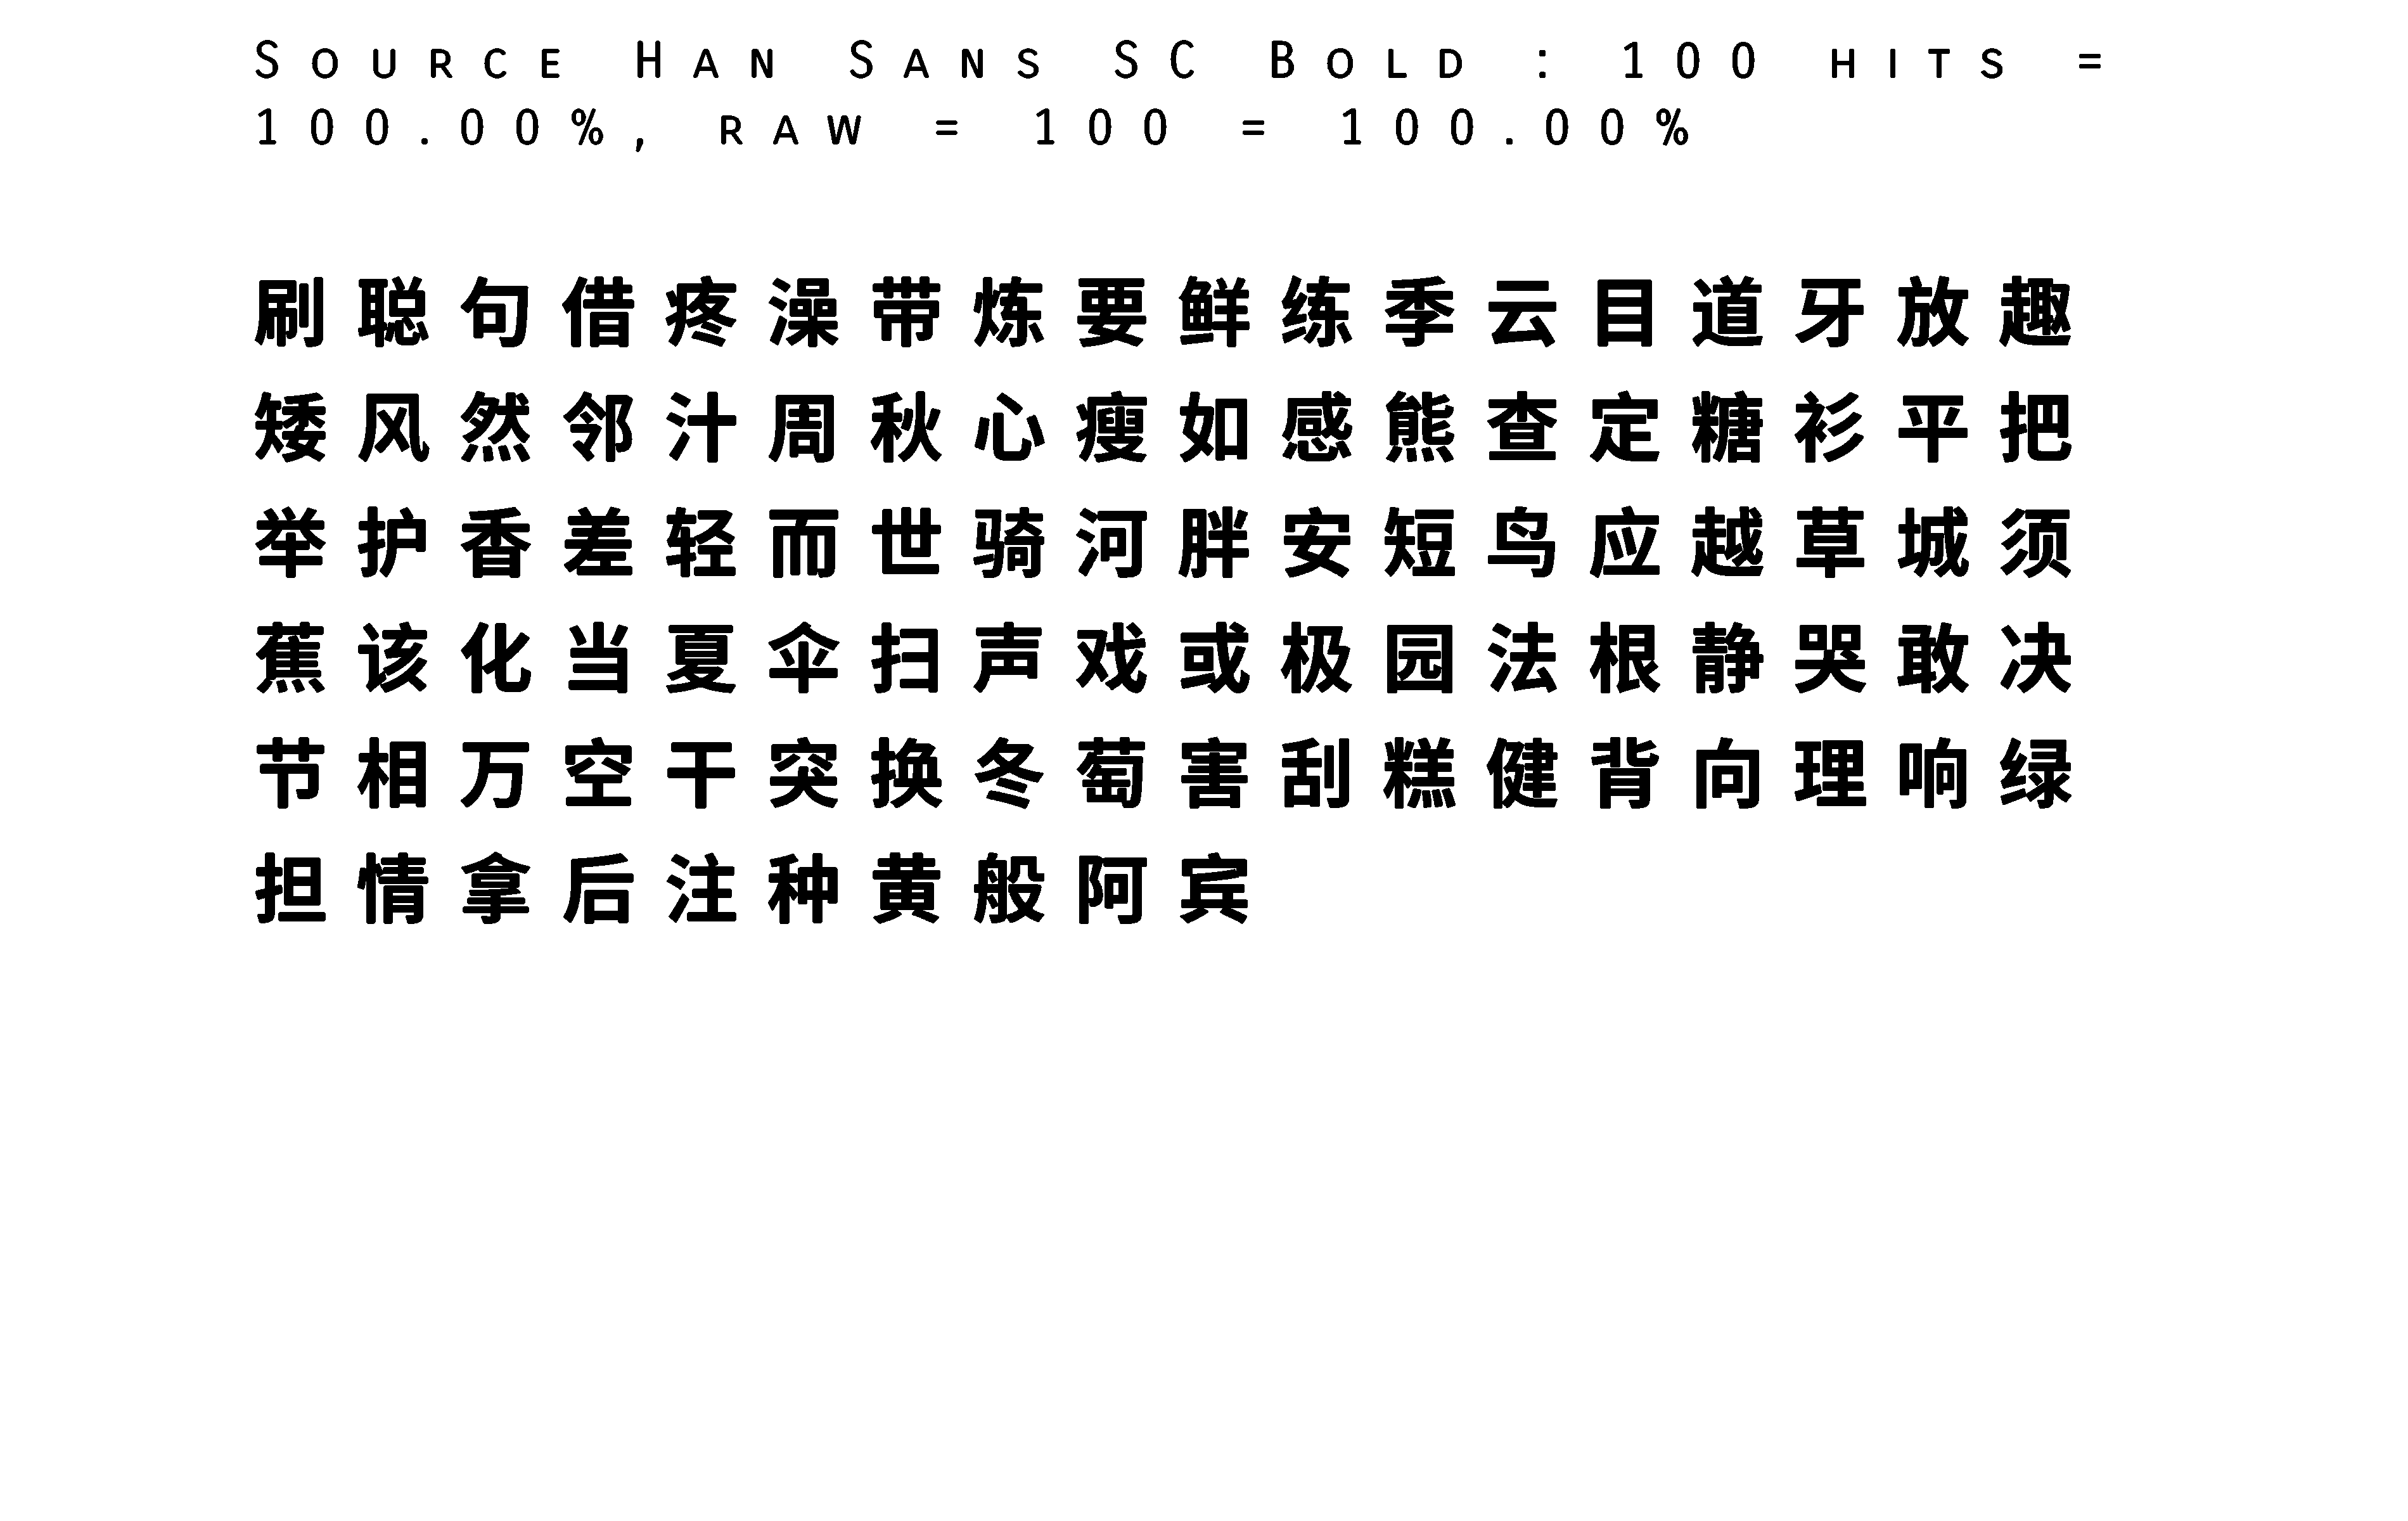 Source Han Sans SC Bold : 100 hits =
100.00%, raw = 100 = 100.00%
刷聪句借疼澡带炼要鲜练季云目道牙放趣
矮风然邻汁周秋心瘦如感熊查定糖衫平把
举护香差轻而世骑河胖安短鸟应越草城须
蕉该化当夏伞扫声戏或极园法根静哭敢决
节相万空干突换冬萄害刮糕健背向理响绿
担情拿后注种黄般阿宾